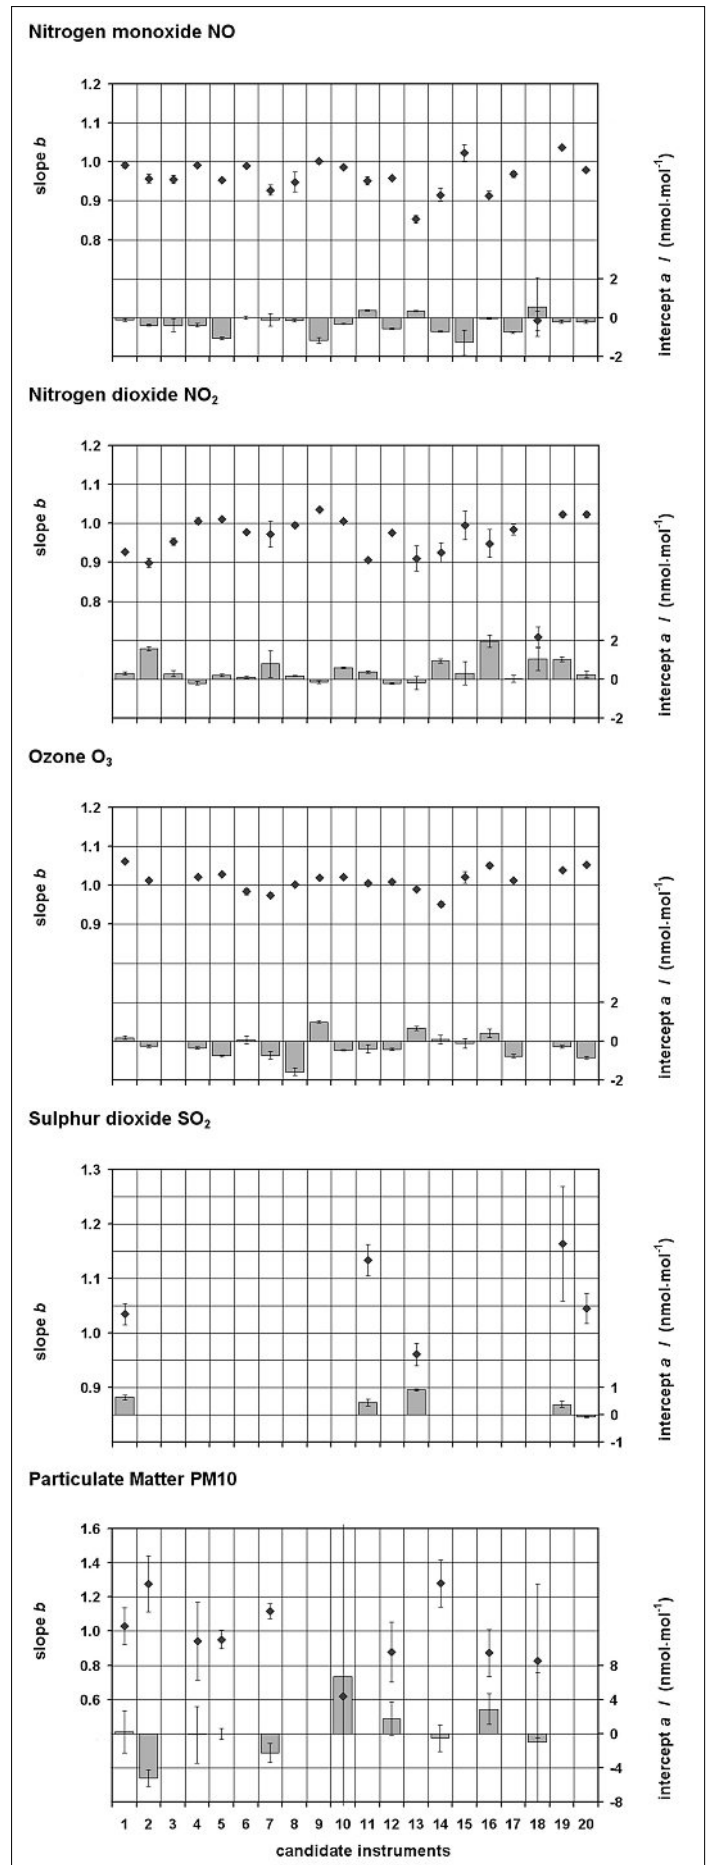 Nitrogen monoxide NO
1.2
1.1
1.0
0.9
0.8
slope b
2
0
-2
intercept a / (nmol·mol⁻¹)
Nitrogen dioxide NO₂
1.2
1.1
1.0
0.9
0.8
slope b
2
0
-2
intercept a / (nmol·mol⁻¹)
Ozone O₃
1.2
1.1
1.0
0.9
slope b
2
0
-2
intercept a / (nmol·mol⁻¹)
Sulphur dioxide SO₂
1.3
1.2
1.1
1.0
0.9
slope b
1
0
-1
intercept a / (nmol·mol⁻¹)
Particulate Matter PM10
1.6
1.4
1.2
1.0
0.8
0.6
slope b
8
4
0
-4
-8
intercept a / (nmol·mol⁻¹)
1 2 3 4 5 6 7 8 9 10 11 12 13 14 15 16 17 18 19 20
candidate instruments